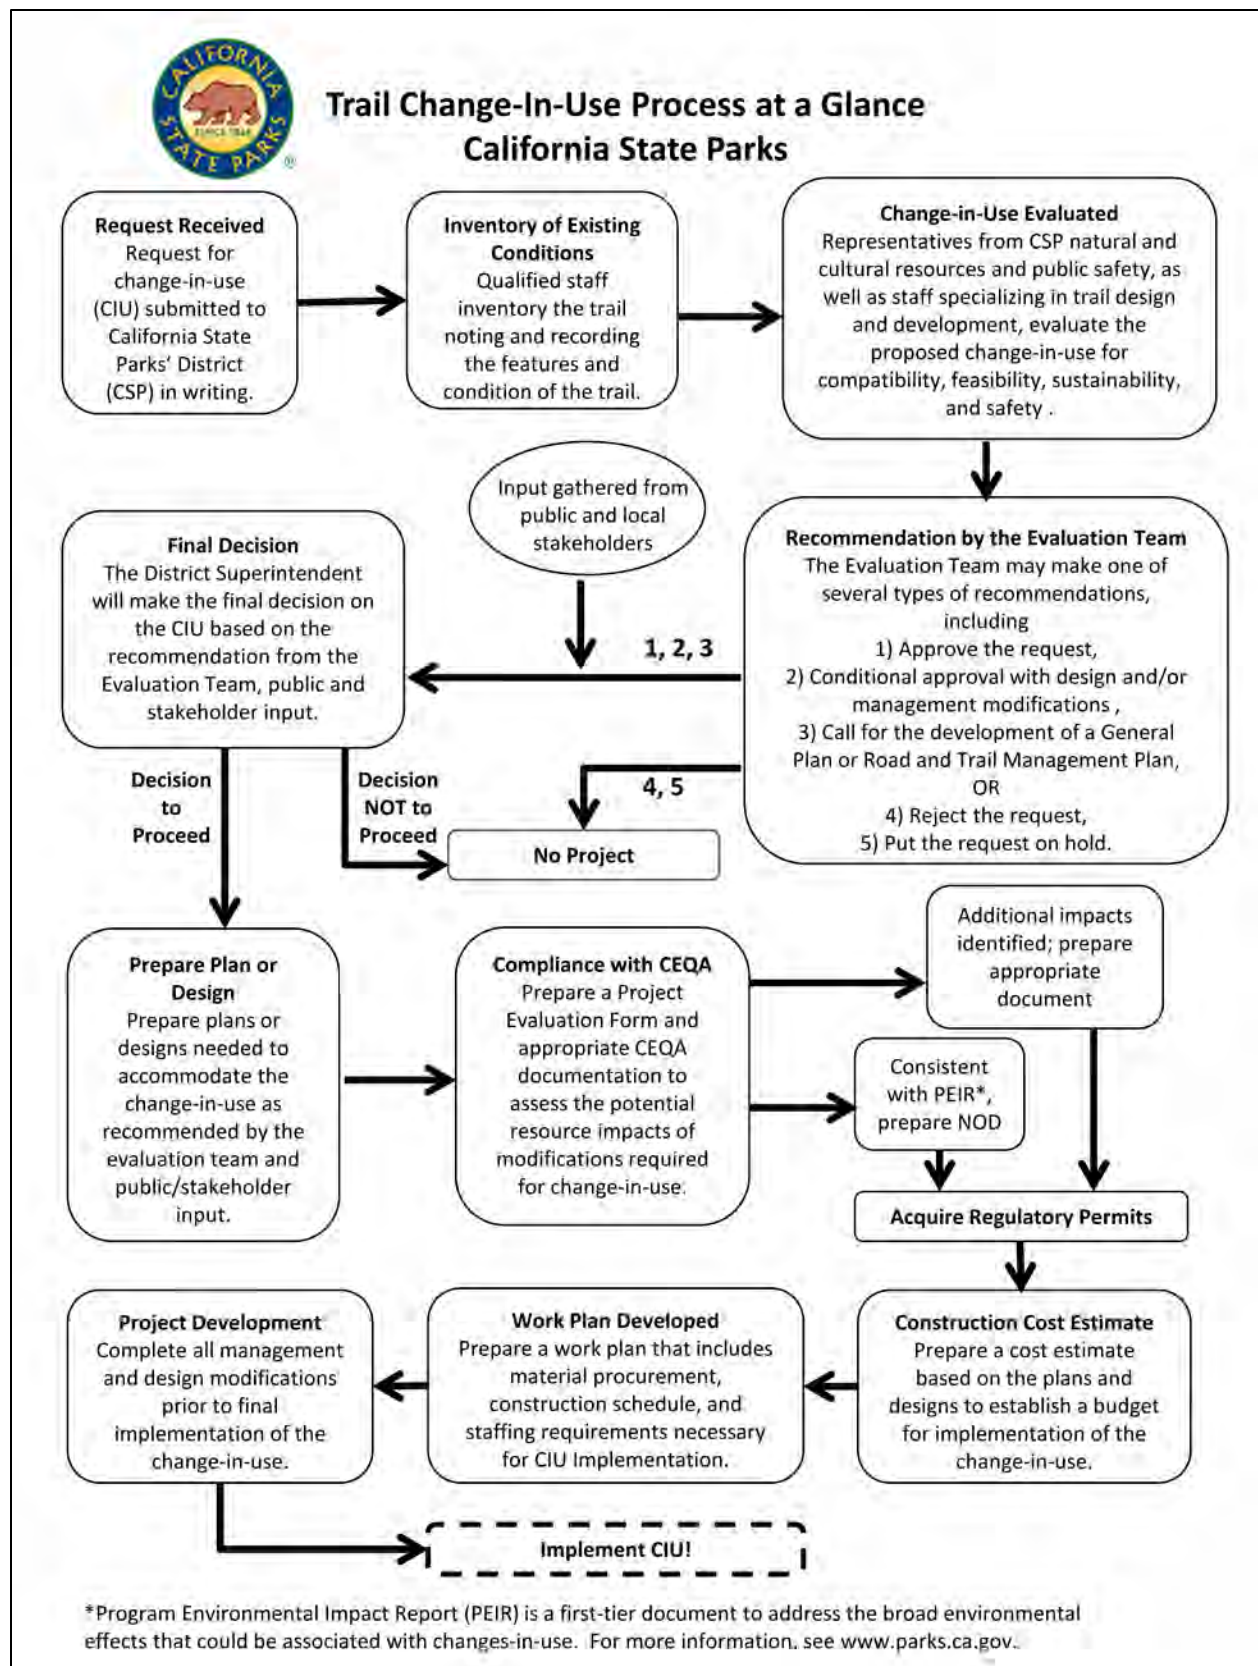 CALIFORNIA
STATE PARKS
SINCE 1864
®
Trail Change-In-Use Process at a Glance
California State Parks
Request Received
Request for
change-in-use
(CIU) submitted to
California State
Parks' District
(CSP) in writing.
Inventory of Existing
Conditions
Qualified staff
inventory the trail
noting and recording
the features and
condition of the trail.
Change-in-Use Evaluated
Representatives from CSP natural and
cultural resources and public safety, as
well as staff specializing in trail design
and development, evaluate the
proposed change-in-use for
compatibility, feasibility, sustainability,
and safety .
Recommendation by the Evaluation Team
The Evaluation Team may make one of
several types of recommendations,
including
1) Approve the request,
2) Conditional approval with design and/or
management modifications ,
3) Call for the development of a General
Plan or Road and Trail Management Plan,
OR
4) Reject the request,
5) Put the request on hold.
Input gathered from
public and local
stakeholders
1, 2, 3
4, 5
Final Decision
The District Superintendent
will make the final decision on
the CIU based on the
recommendation from the
Evaluation Team, public and
stakeholder input.
Decision
to
Proceed
Decision
NOT to
Proceed
No Project
Prepare Plan or
Design
Prepare plans or
designs needed to
accommodate the
change-in-use as
recommended by the
evaluation team and
public/stakeholder
input.
Compliance with CEQA
Prepare a Project
Evaluation Form and
appropriate CEQA
documentation to
assess the potential
resource impacts of
modifications required
for change-in-use.
Additional impacts
identified; prepare
appropriate
document
Consistent
with PEIR*,
prepare NOD
Acquire Regulatory Permits
Construction Cost Estimate
Prepare a cost estimate
based on the plans and
designs to establish a budget
for implementation of the
change-in-use.
Work Plan Developed
Prepare a work plan that includes
material procurement,
construction schedule, and
staffing requirements necessary
for CIU Implementation.
Project Development
Complete all management
and design modifications
prior to final
implementation of the
change-in-use.
Implement CIU!
*Program Environmental Impact Report (PEIR) is a first-tier document to address the broad environmental
effects that could be associated with changes-in-use. For more information, see www.parks.ca.gov.